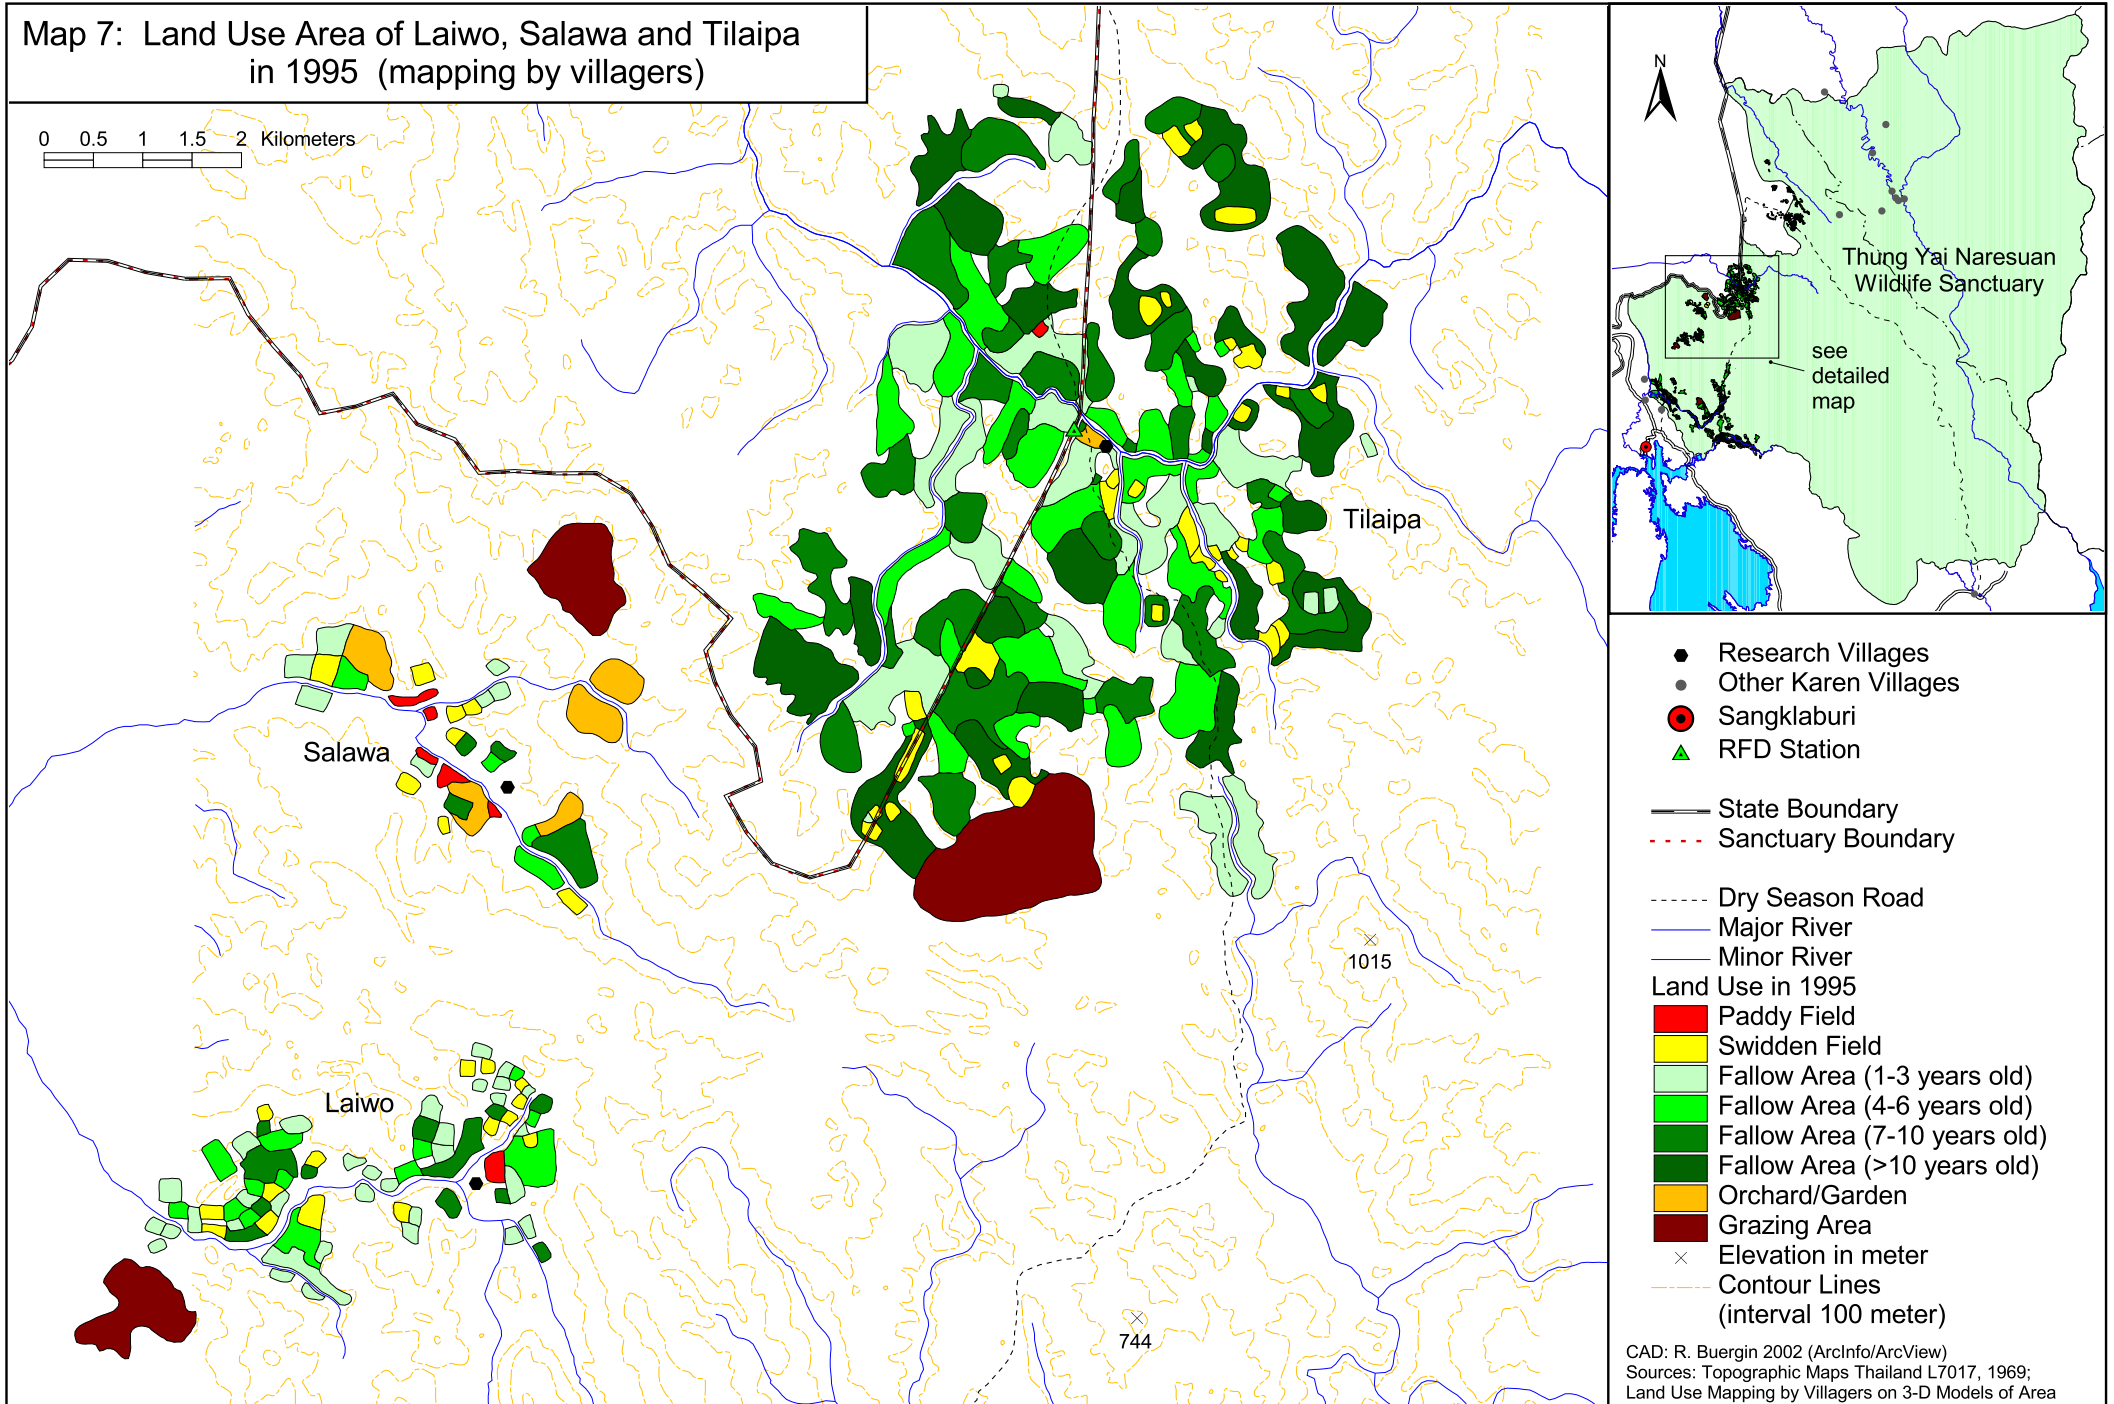 Map 7: Land Use Area of Laiwo, Salawa and Tilaipa
in 1995 (mapping by villagers)
0 0.5 1 1.5 2 Kilometers
Tilaipa
Salawa
Laiwo
1015
744
N
Thung Yai Naresuan
Wildlife Sanctuary
see
detailed
map
Research Villages
Other Karen Villages
Sangklaburi
RFD Station
State Boundary
Sanctuary Boundary
Dry Season Road
Major River
Minor River
Land Use in 1995
Paddy Field
Swidden Field
Fallow Area (1-3 years old)
Fallow Area (4-6 years old)
Fallow Area (7-10 years old)
Fallow Area (>10 years old)
Orchard/Garden
Grazing Area
Elevation in meter
Contour Lines
(interval 100 meter)
CAD: R. Buergin 2002 (ArcInfo/ArcView)
Sources: Topographic Maps Thailand L7017, 1969;
Land Use Mapping by Villagers on 3-D Models of Area